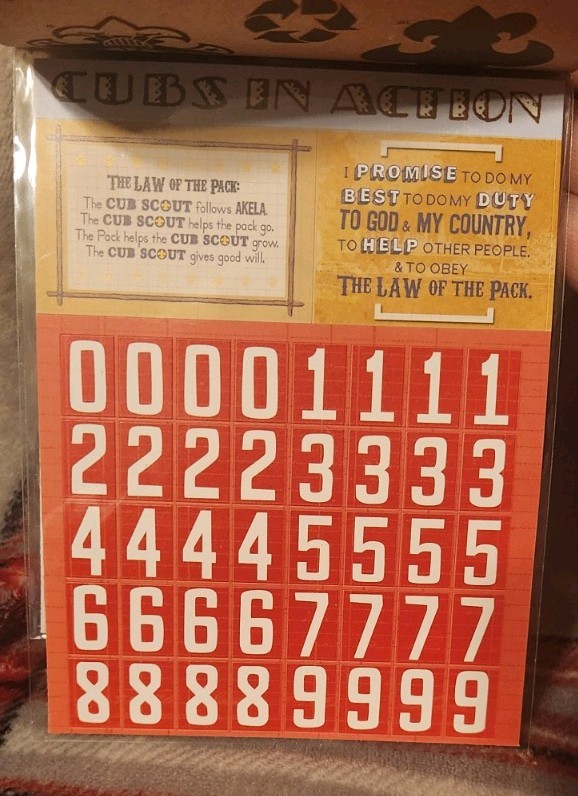 CUBS IN ACTION
THE LAW OF THE PACK:
The CUB SCOUT follows AKELA.
The CUB SCOUT helps the pack go.
The Pack helps the CUB SCOUT grow.
The CUB SCOUT gives good will.
I PROMISE TO DO MY
BEST TO DO MY DUTY
TO GOD & MY COUNTRY,
TO HELP OTHER PEOPLE,
& TO OBEY
THE LAW OF THE PACK.
0 0 0 0 1 1 1 1
2 2 2 2 3 3 3 3
4 4 4 4 5 5 5 5
6 6 6 6 7 7 7 7
8 8 8 8 9 9 9 9